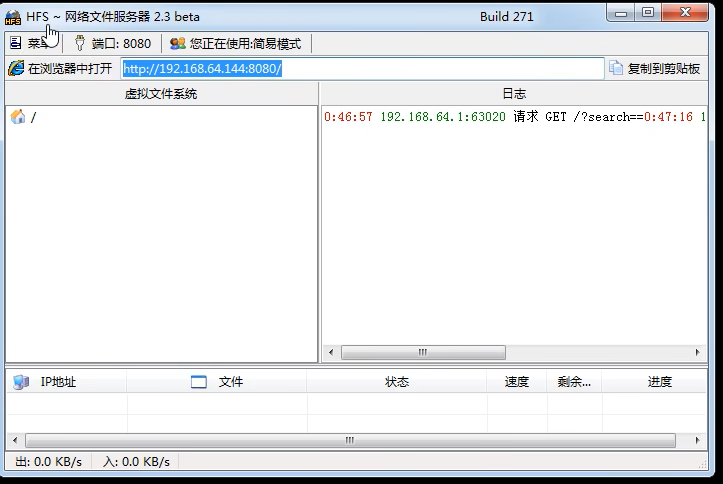 HFS ~ 网络文件服务器 2.3 beta Build 271
菜单 端口: 8080 您正在使用:简易模式
在浏览器中打开 http://192.168.64.144:8080/ 复制到剪贴板
虚拟文件系统 日志
/ 0:46:57 192.168.64.1:63020 请求 GET /?search==0:47:16 1
IP地址 文件 状态 速度 剩余... 进度
出: 0.0 KB/s 入: 0.0 KB/s